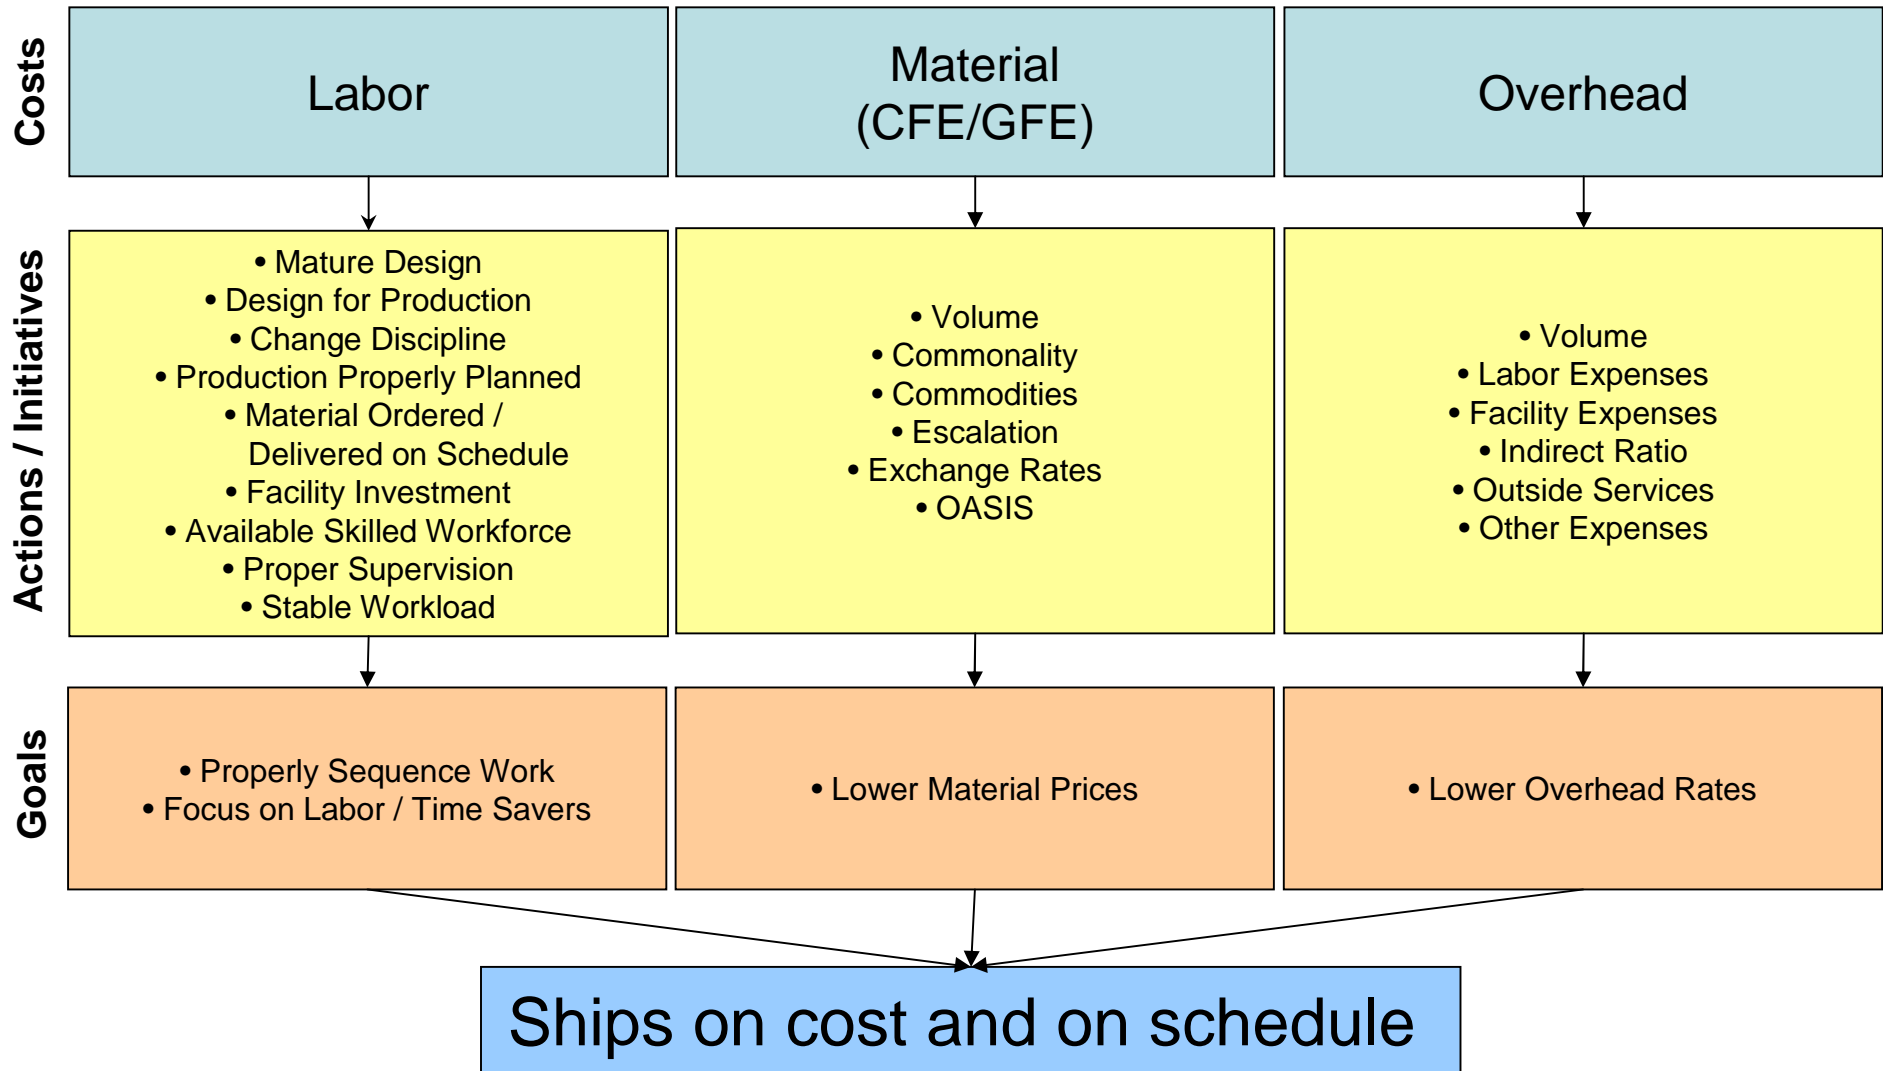 Costs
Labor
Material
(CFE/GFE)
Overhead
Actions / Initiatives
• Mature Design
• Design for Production
• Change Discipline
• Production Properly Planned
• Material Ordered /
Delivered on Schedule
• Facility Investment
• Available Skilled Workforce
• Proper Supervision
• Stable Workload
• Volume
• Commonality
• Commodities
• Escalation
• Exchange Rates
• OASIS
• Volume
• Labor Expenses
• Facility Expenses
• Indirect Ratio
• Outside Services
• Other Expenses
Goals
• Properly Sequence Work
• Focus on Labor / Time Savers
• Lower Material Prices
• Lower Overhead Rates
Ships on cost and on schedule